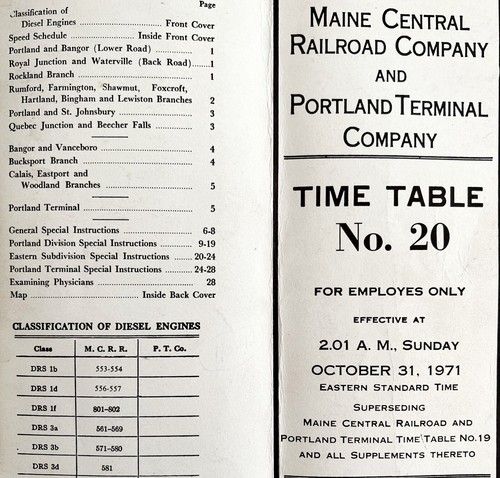 Page
Classification of
Diesel Engines .................. Front Cover
Speed Schedule .................. Inside Front Cover
Portland and Bangor (Lower Road) .................. 1
Royal Junction and Waterville (Back Road)......1
Rockland Branch .................. 1
Rumford, Farmington, Shawmut, Foxcroft,
Hartland, Bingham and Lewiston Branches 2
Portland and St. Johnsbury .................. 3
Quebec Junction and Beecher Falls .................. 3
Bangor and Vanceboro .................. 4
Bucksport Branch .................. 4
Calais, Eastport and
Woodland Branches .................. 5
Portland Terminal .................. 5
General Special Instructions .................. 6-8
Portland Division Special Instructions .................. 9-19
Eastern Subdivision Special Instructions .......... 20-24
Portland Terminal Special Instructions .......... 24-28
Examining Physicians .................. 28
Map .................. Inside Back Cover
CLASSIFICATION OF DIESEL ENGINES
Class M. C. R. R. P. T. Co.
DRS 1b 553-554
DRS 1d 556-557
DRS 1f 801-802
DRS 3a 561-569
DRS 3b 571-580
DRS 3d 581
MAINE CENTRAL
RAILROAD COMPANY
AND
PORTLAND TERMINAL
COMPANY
TIME TABLE
No. 20
FOR EMPLOYES ONLY
EFFECTIVE AT
2.01 A. M., SUNDAY
OCTOBER 31, 1971
EASTERN STANDARD TIME
SUPERSEDING
MAINE CENTRAL RAILROAD AND
PORTLAND TERMINAL TIME TABLE NO. 19
AND ALL SUPPLEMENTS THERETO